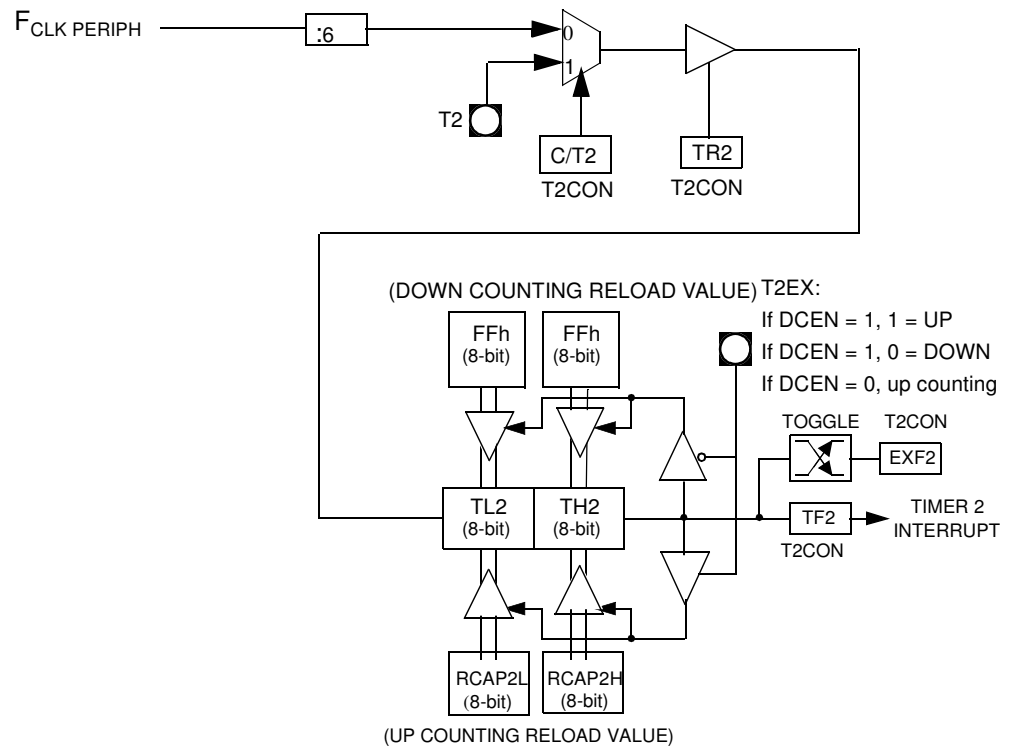 FCLK PERIPH
:6
0
1
T2
C/T2
TR2
T2CON
T2CON
(DOWN COUNTING RELOAD VALUE)
T2EX:
If DCEN = 1, 1 = UP
If DCEN = 1, 0 = DOWN
If DCEN = 0, up counting
FFh
(8-bit)
FFh
(8-bit)
TOGGLE
T2CON
EXF2
TL2
(8-bit)
TH2
(8-bit)
TF2
T2CON
TIMER 2
INTERRUPT
RCAP2L
(8-bit)
RCAP2H
(8-bit)
(UP COUNTING RELOAD VALUE)